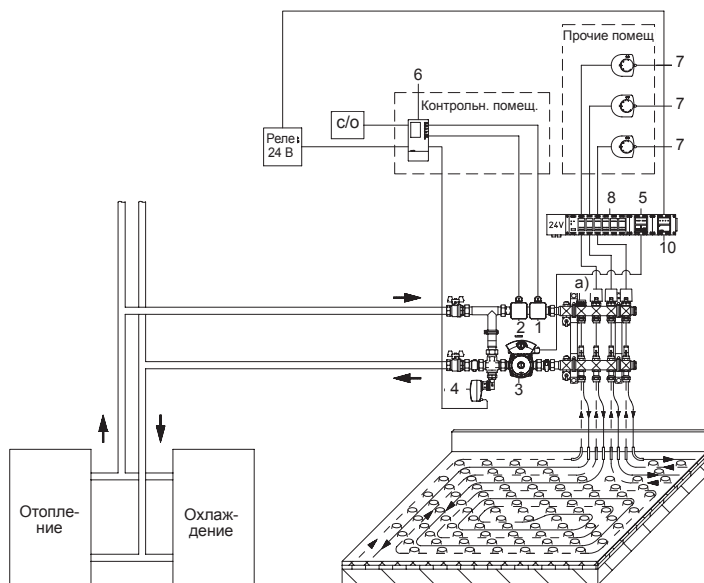 Прочие помещ
7
7
7
6
Контрольн. помещ.
c/o
Реле
24 В
24V
8
5
10
a)
2
1
4
3
Отопле-
ние
Охлаж-
дение